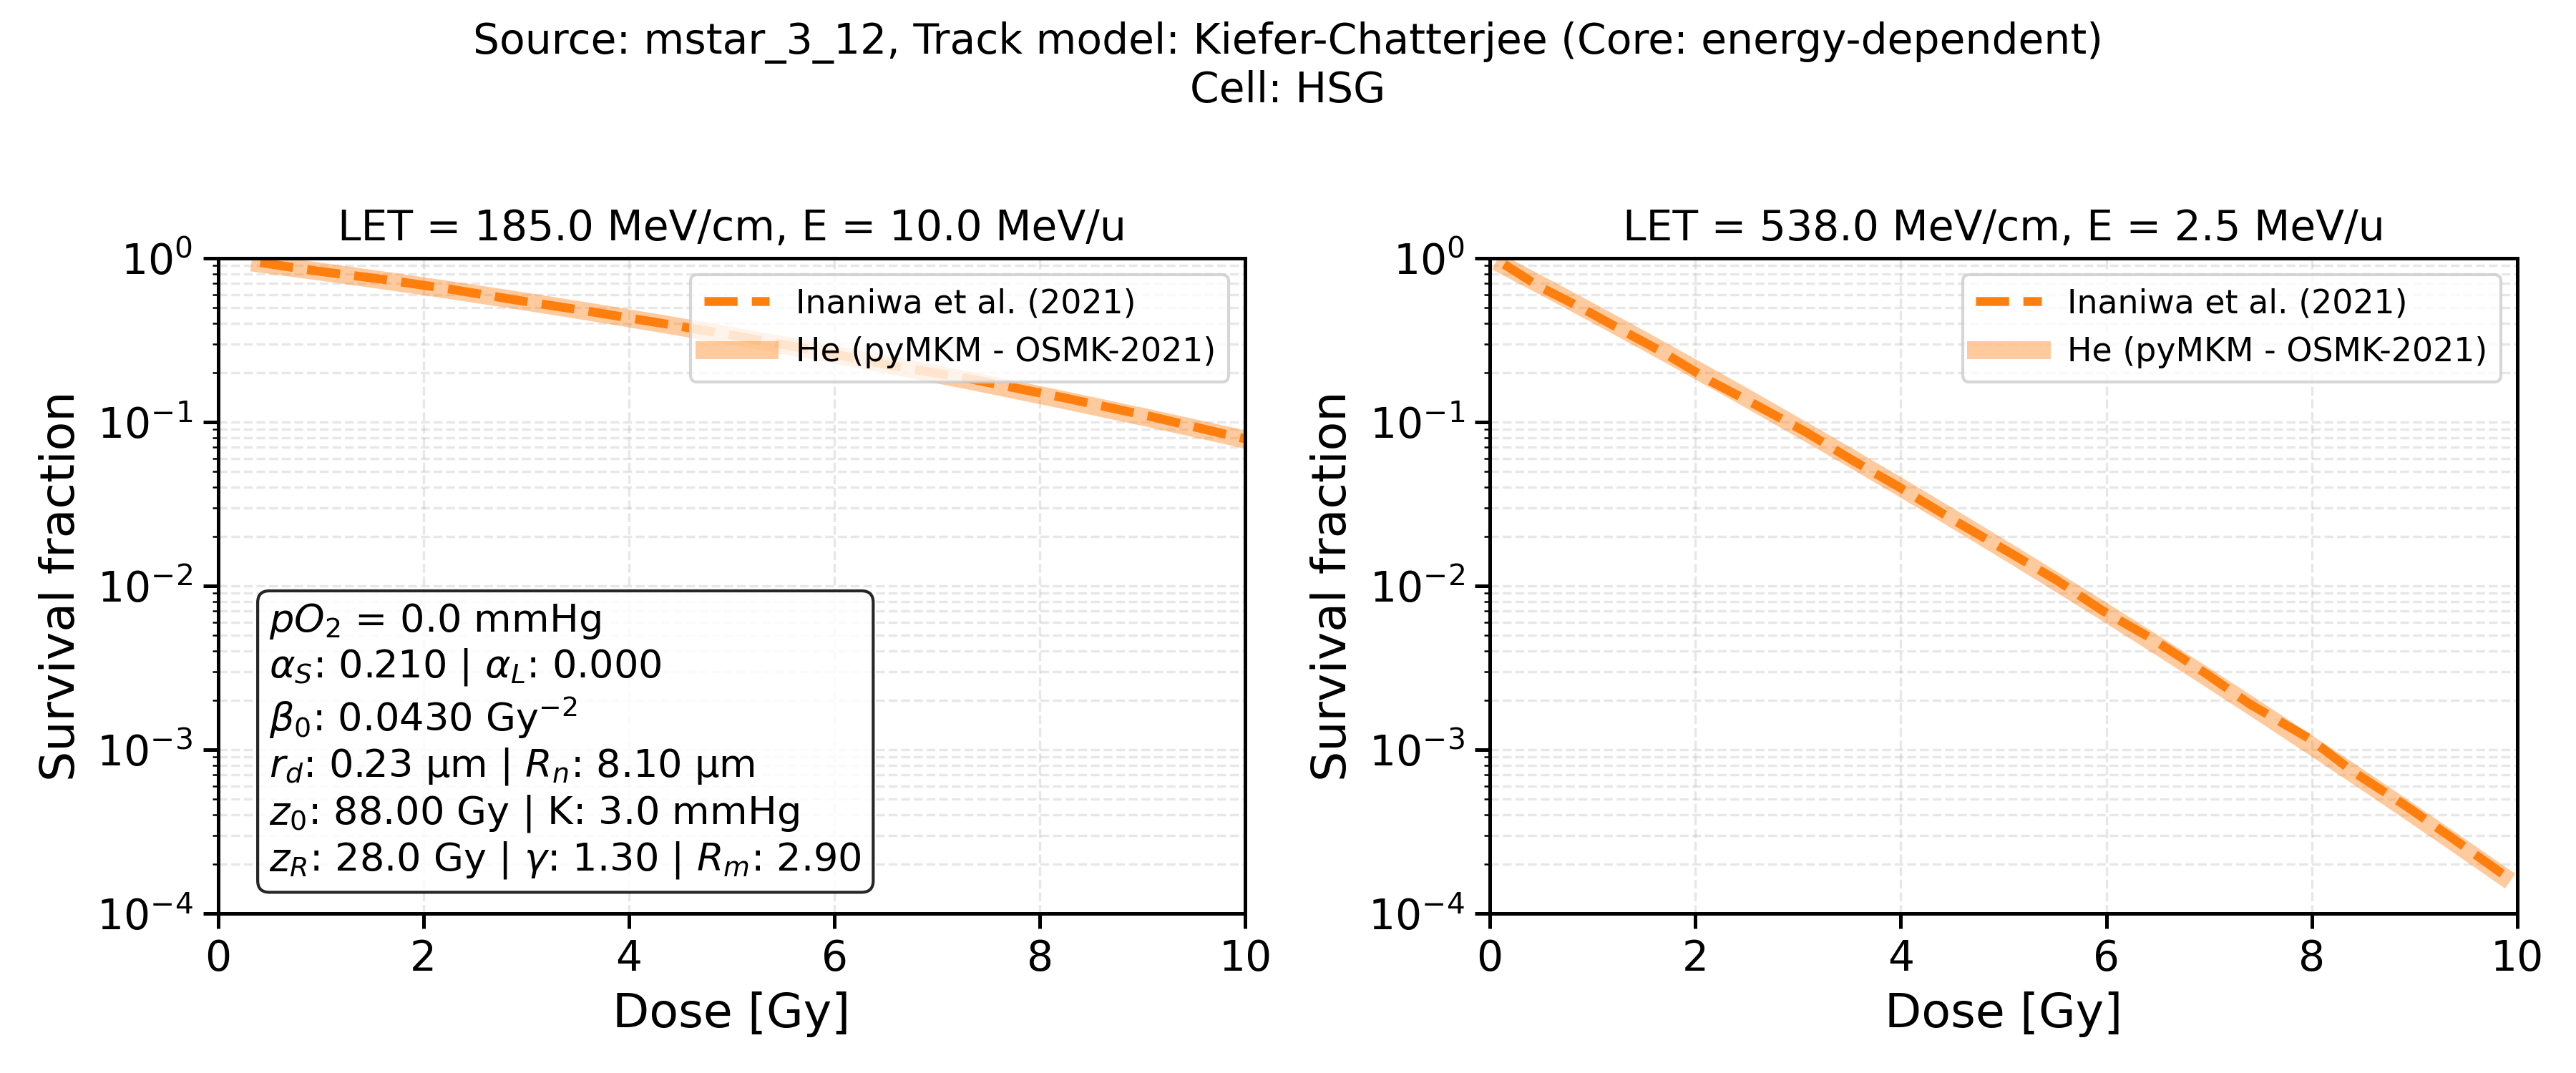 Source: mstar_3_12, Track model: Kiefer-Chatterjee (Core: energy-dependent)
Cell: HSG
LET = 185.0 MeV/cm, E = 10.0 MeV/u
Survival fraction
10⁰
10⁻¹
10⁻²
10⁻³
10⁻⁴
Inaniwa et al. (2021)
He (pyMKM - OSMK-2021)
pO₂ = 0.0 mmHg
α_S: 0.210 | α_L: 0.000
β₀: 0.0430 Gy⁻²
r_d: 0.23 μm | R_n: 8.10 μm
z₀: 88.00 Gy | K: 3.0 mmHg
z_R: 28.0 Gy | γ: 1.30 | R_m: 2.90
0 2 4 6 8 10
Dose [Gy]
LET = 538.0 MeV/cm, E = 2.5 MeV/u
Survival fraction
10⁰
10⁻¹
10⁻²
10⁻³
10⁻⁴
Inaniwa et al. (2021)
He (pyMKM - OSMK-2021)
0 2 4 6 8 10
Dose [Gy]